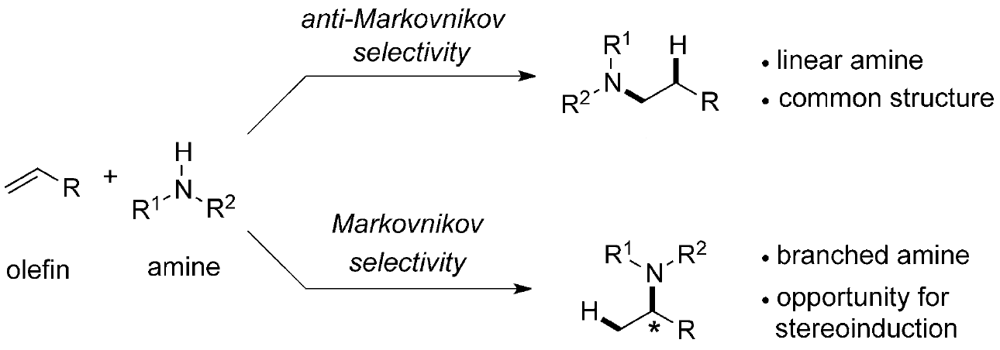 anti-Markovnikov
selectivity
R¹
H
N
R²
R
• linear amine
• common structure
H
+
R
N
R¹
R²
olefin
amine
Markovnikov
selectivity
R¹
R²
N
H
*
R
• branched amine
• opportunity for
stereoinduction